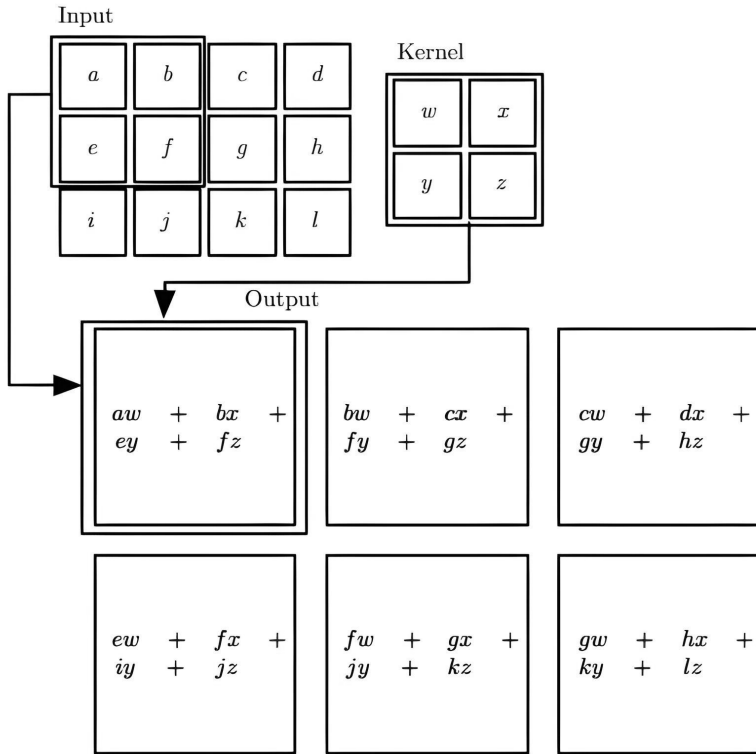 Input
a b c d
e f g h
i j k l
Kernel
w x
y z
Output
aw + bx +
ey + fz
bw + cx +
fy + gz
cw + dx +
gy + hz
ew + fx +
iy + jz
fw + gx +
jy + kz
gw + hx +
ky + lz